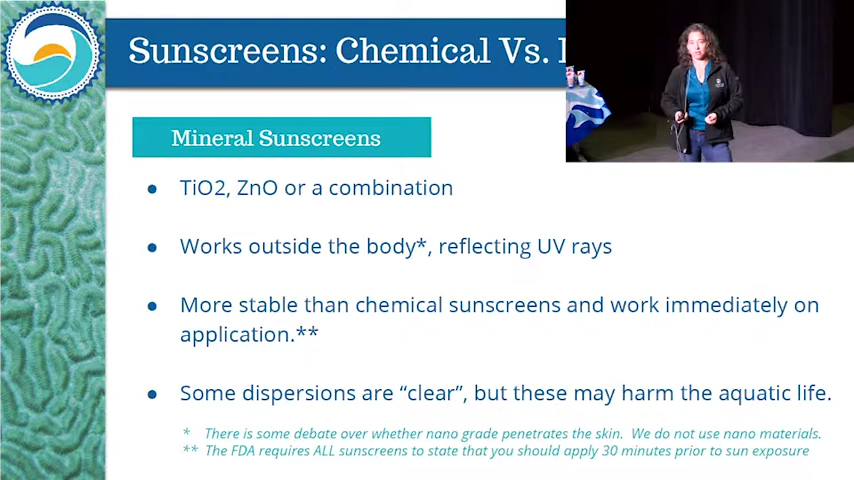 Sunscreens: Chemical Vs.
Mineral Sunscreens
● TiO2, ZnO or a combination
● Works outside the body*, reflecting UV rays
● More stable than chemical sunscreens and work immediately on
application.**
● Some dispersions are “clear”, but these may harm the aquatic life.
* There is some debate over whether nano grade penetrates the skin. We do not use nano materials.
** The FDA requires ALL sunscreens to state that you should apply 30 minutes prior to sun exposure